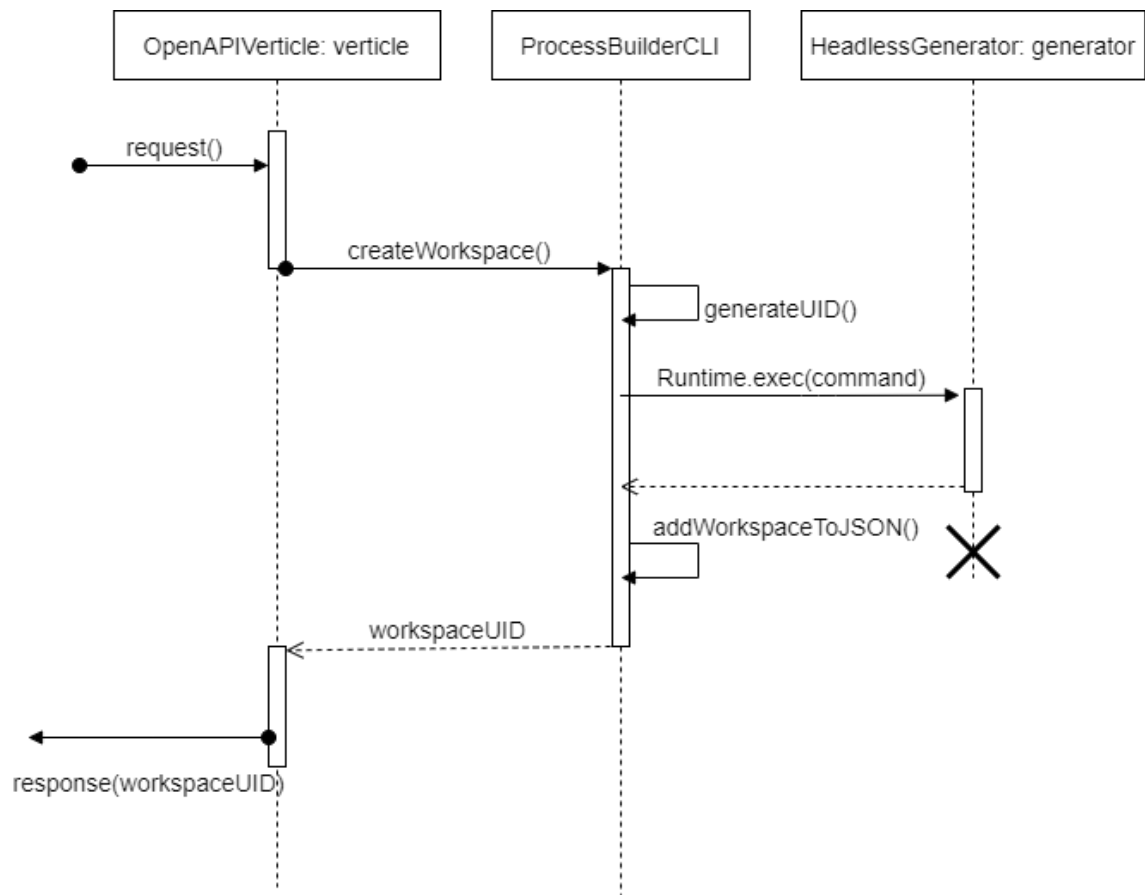 OpenAPIVerticle: verticle
ProcessBuilderCLI
HeadlessGenerator: generator
request()
createWorkspace()
generateUID()
Runtime.exec(command)
addWorkspaceToJSON()
workspaceUID
response(workspaceUID)